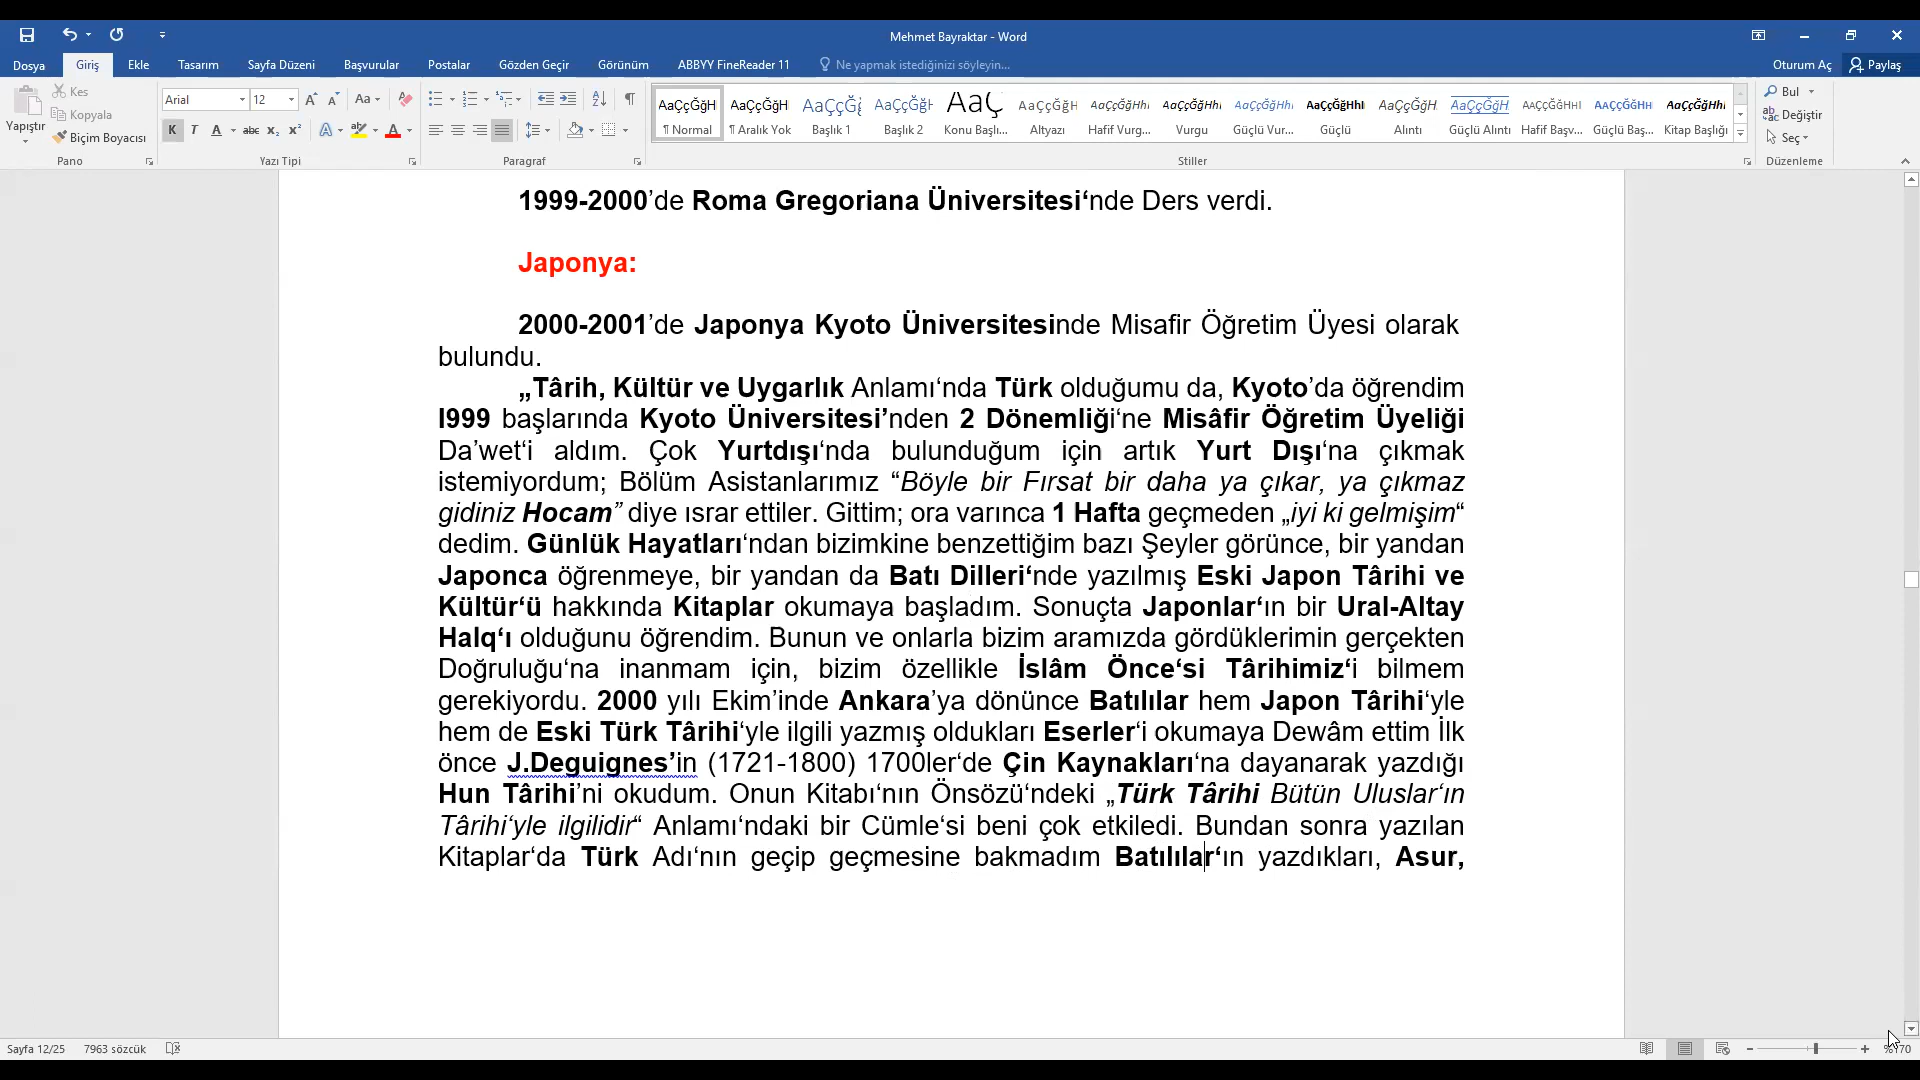 Mehmet Bayraktar - Word
Dosya Giriş Ekle Tasarım Sayfa Düzeni Başvurular Postalar Gözden Geçir Görünüm ABBYY FineReader 11 Ne yapmak istediğinizi söyleyin... Oturum Aç Paylaş
Yapıştır
Kes
Kopyala
Biçim Boyacısı
Pano
Arial 12
Yazı Tipi
Paragraf
AaÇçĞğH AaÇçĞğH AaÇçĞğ AaÇçĞğH AaÇ AaÇçĞğH AaÇçĞğHh AaÇçĞğHh AaÇçĞğHh AaÇçĞğHh AaÇçĞğH AaÇçĞğH AaÇçĞğHH AaÇçĞğHh AaÇçĞğHh
¶ Normal ¶ Aralık Yok Başlık 1 Başlık 2 Konu Başlı... Altyazı Hafif Vurg... Vurgu Güçlü Vur... Güçlü Alıntı Güçlü Alıntı Hafif Başv... Güçlü Baş... Kitap Başlığı
Stiller
Bul
Değiştir
Seç
Düzenleme
1999-2000’de Roma Gregoriana Üniversitesi‘nde Ders verdi.
Japonya:
2000-2001’de Japonya Kyoto Üniversitesinde Misafir Öğretim Üyesi olarak
bulundu.
„Târih, Kültür ve Uygarlık Anlamı‘nda Türk olduğumu da, Kyoto’da öğrendim
I999 başlarında Kyoto Üniversitesi’nden 2 Dönemliği‘ne Misâfir Öğretim Üyeliği
Da’wet‘i aldım. Çok Yurtdışı‘nda bulunduğum için artık Yurt Dışı‘na çıkmak
istemiyordum; Bölüm Asistanlarımız “Böyle bir Fırsat bir daha ya çıkar, ya çıkmaz
gidiniz Hocam” diye ısrar ettiler. Gittim; ora varınca 1 Hafta geçmeden „iyi ki gelmişim“
dedim. Günlük Hayatları‘ndan bizimkine benzettiğim bazı Şeyler görünce, bir yandan
Japonca öğrenmeye, bir yandan da Batı Dilleri‘nde yazılmış Eski Japon Târihi ve
Kültür‘ü hakkında Kitaplar okumaya başladım. Sonuçta Japonlar‘ın bir Ural-Altay
Halq‘ı olduğunu öğrendim. Bunun ve onlarla bizim aramızda gördüklerimin gerçekten
Doğruluğu‘na inanmam için, bizim özellikle İslâm Önce‘si Târihimiz‘i bilmem
gerekiyordu. 2000 yılı Ekim’inde Ankara’ya dönünce Batılılar hem Japon Târihi‘yle
hem de Eski Türk Târihi‘yle ilgili yazmış oldukları Eserler‘i okumaya Dewâm ettim İlk
önce J.Deguignes’in (1721-1800) 1700ler‘de Çin Kaynakları‘na dayanarak yazdığı
Hun Târihi’ni okudum. Onun Kitabı‘nın Önsözü‘ndeki „Türk Târihi Bütün Uluslar‘ın
Târihi‘yle ilgilidir“ Anlamı‘ndaki bir Cümle‘si beni çok etkiledi. Bundan sonra yazılan
Kitaplar‘da Türk Adı‘nın geçip geçmesine bakmadım Batılılar‘ın yazdıkları, Asur,
Sayfa 12/25 7963 sözcük